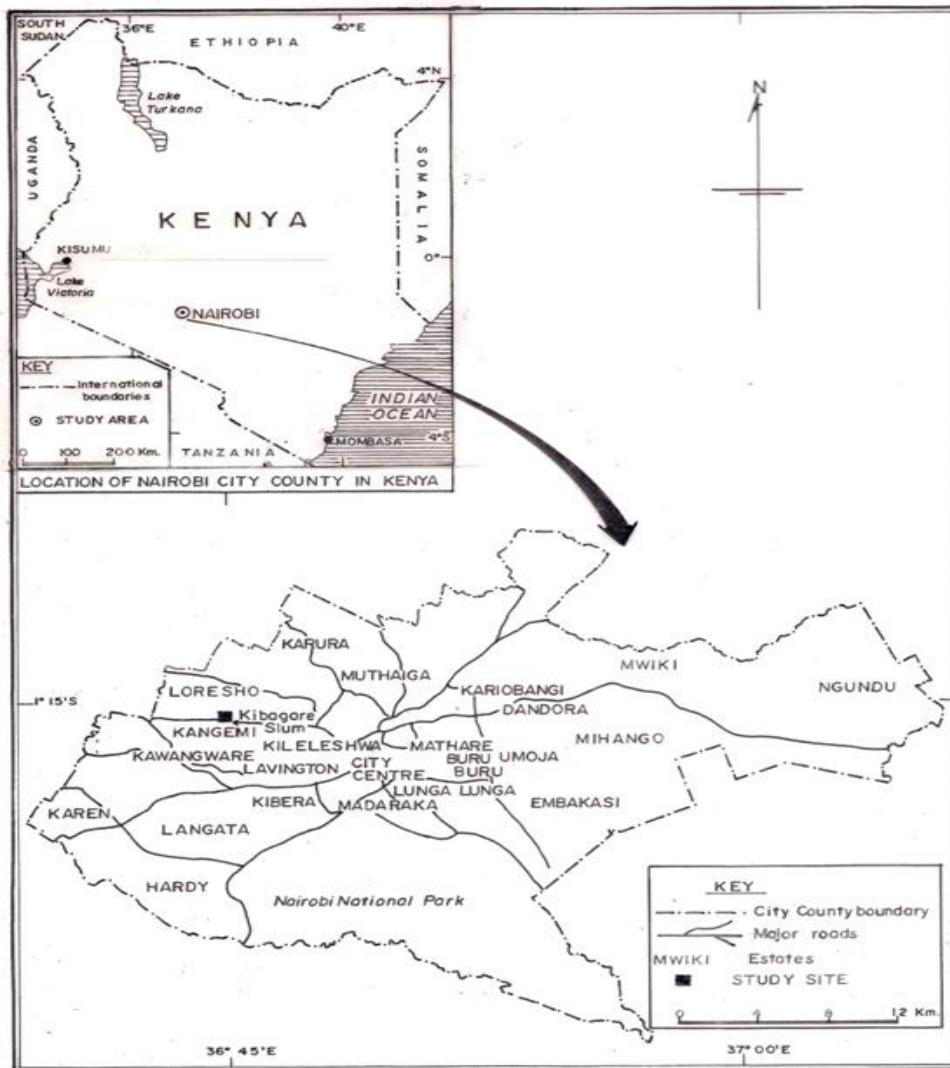 SOUTH SUDAN
36°E
40°E
ETHIOPIA
4°N
Lake Turkana
UGANDA
SOMALIA
KENYA
KISUMU
0°
Lake Victoria
NAIROBI
KEY
International boundaries
STUDY AREA
0 100 200 Km.
INDIAN OCEAN
MOMBASA
4°S
TANZANIA
LOCATION OF NAIROBI CITY COUNTY IN KENYA
N
KARURA
MUTHAIGA
MWIKI
LORESHO
KARIOBANGI
NGUNDU
1°15'S
Kibagare Slum
DANDORA
KANGEMI
MIHANGO
KILELESHWA
MATHARE
KAWANGWARE
BURU BURU
UMOJA
LAVINGTON
CITY CENTRE
LUNGA LUNGA
KIBERA
MADARAKA
EMBAKASI
KAREN
LANGATA
HARDY
Nairobi National Park
KEY
City County boundary
Major roads
MWIKI Estates
STUDY SITE
0 4 8 12 Km.
36°45'E
37°00'E